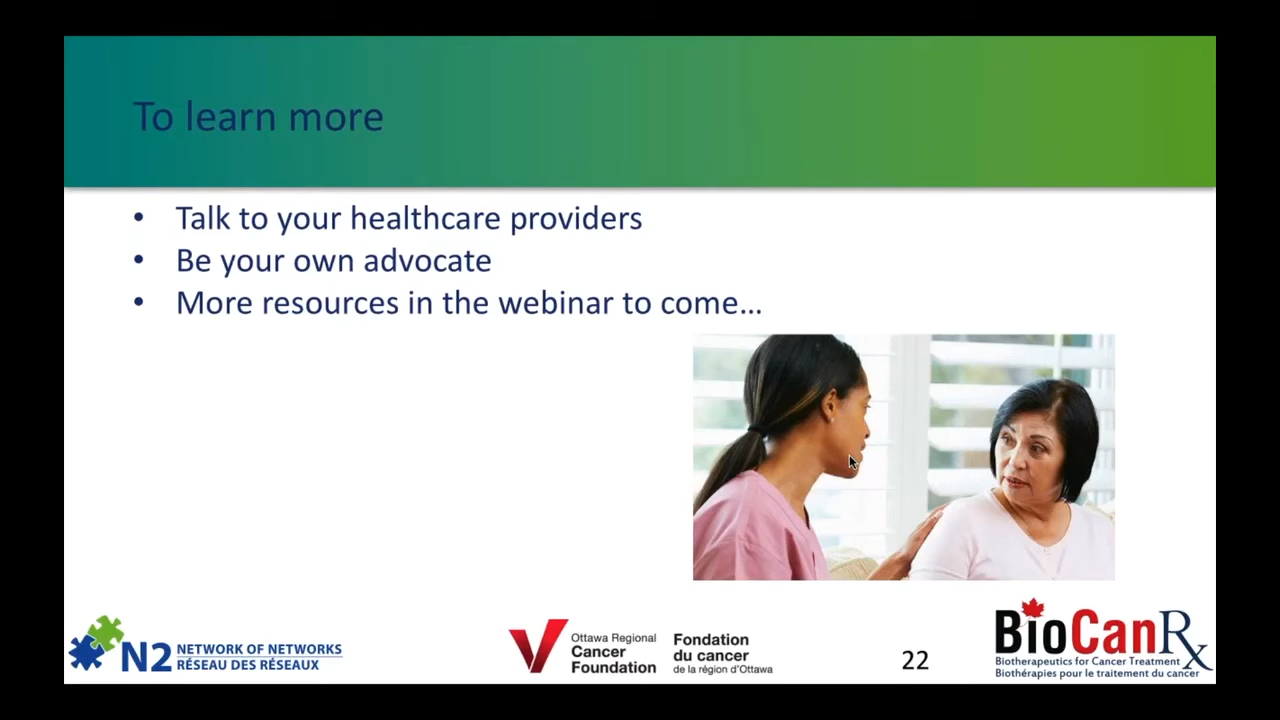 To learn more
• Talk to your healthcare providers
• Be your own advocate
• More resources in the webinar to come...
N2 NETWORK OF NETWORKS
RÉSEAU DES RÉSEAUX
Ottawa Regional
Cancer
Foundation
Fondation
du cancer
de la région d'Ottawa
22
BioCanRx
Biotherapeutics for Cancer Treatment
Biothérapies pour le traitement du cancer